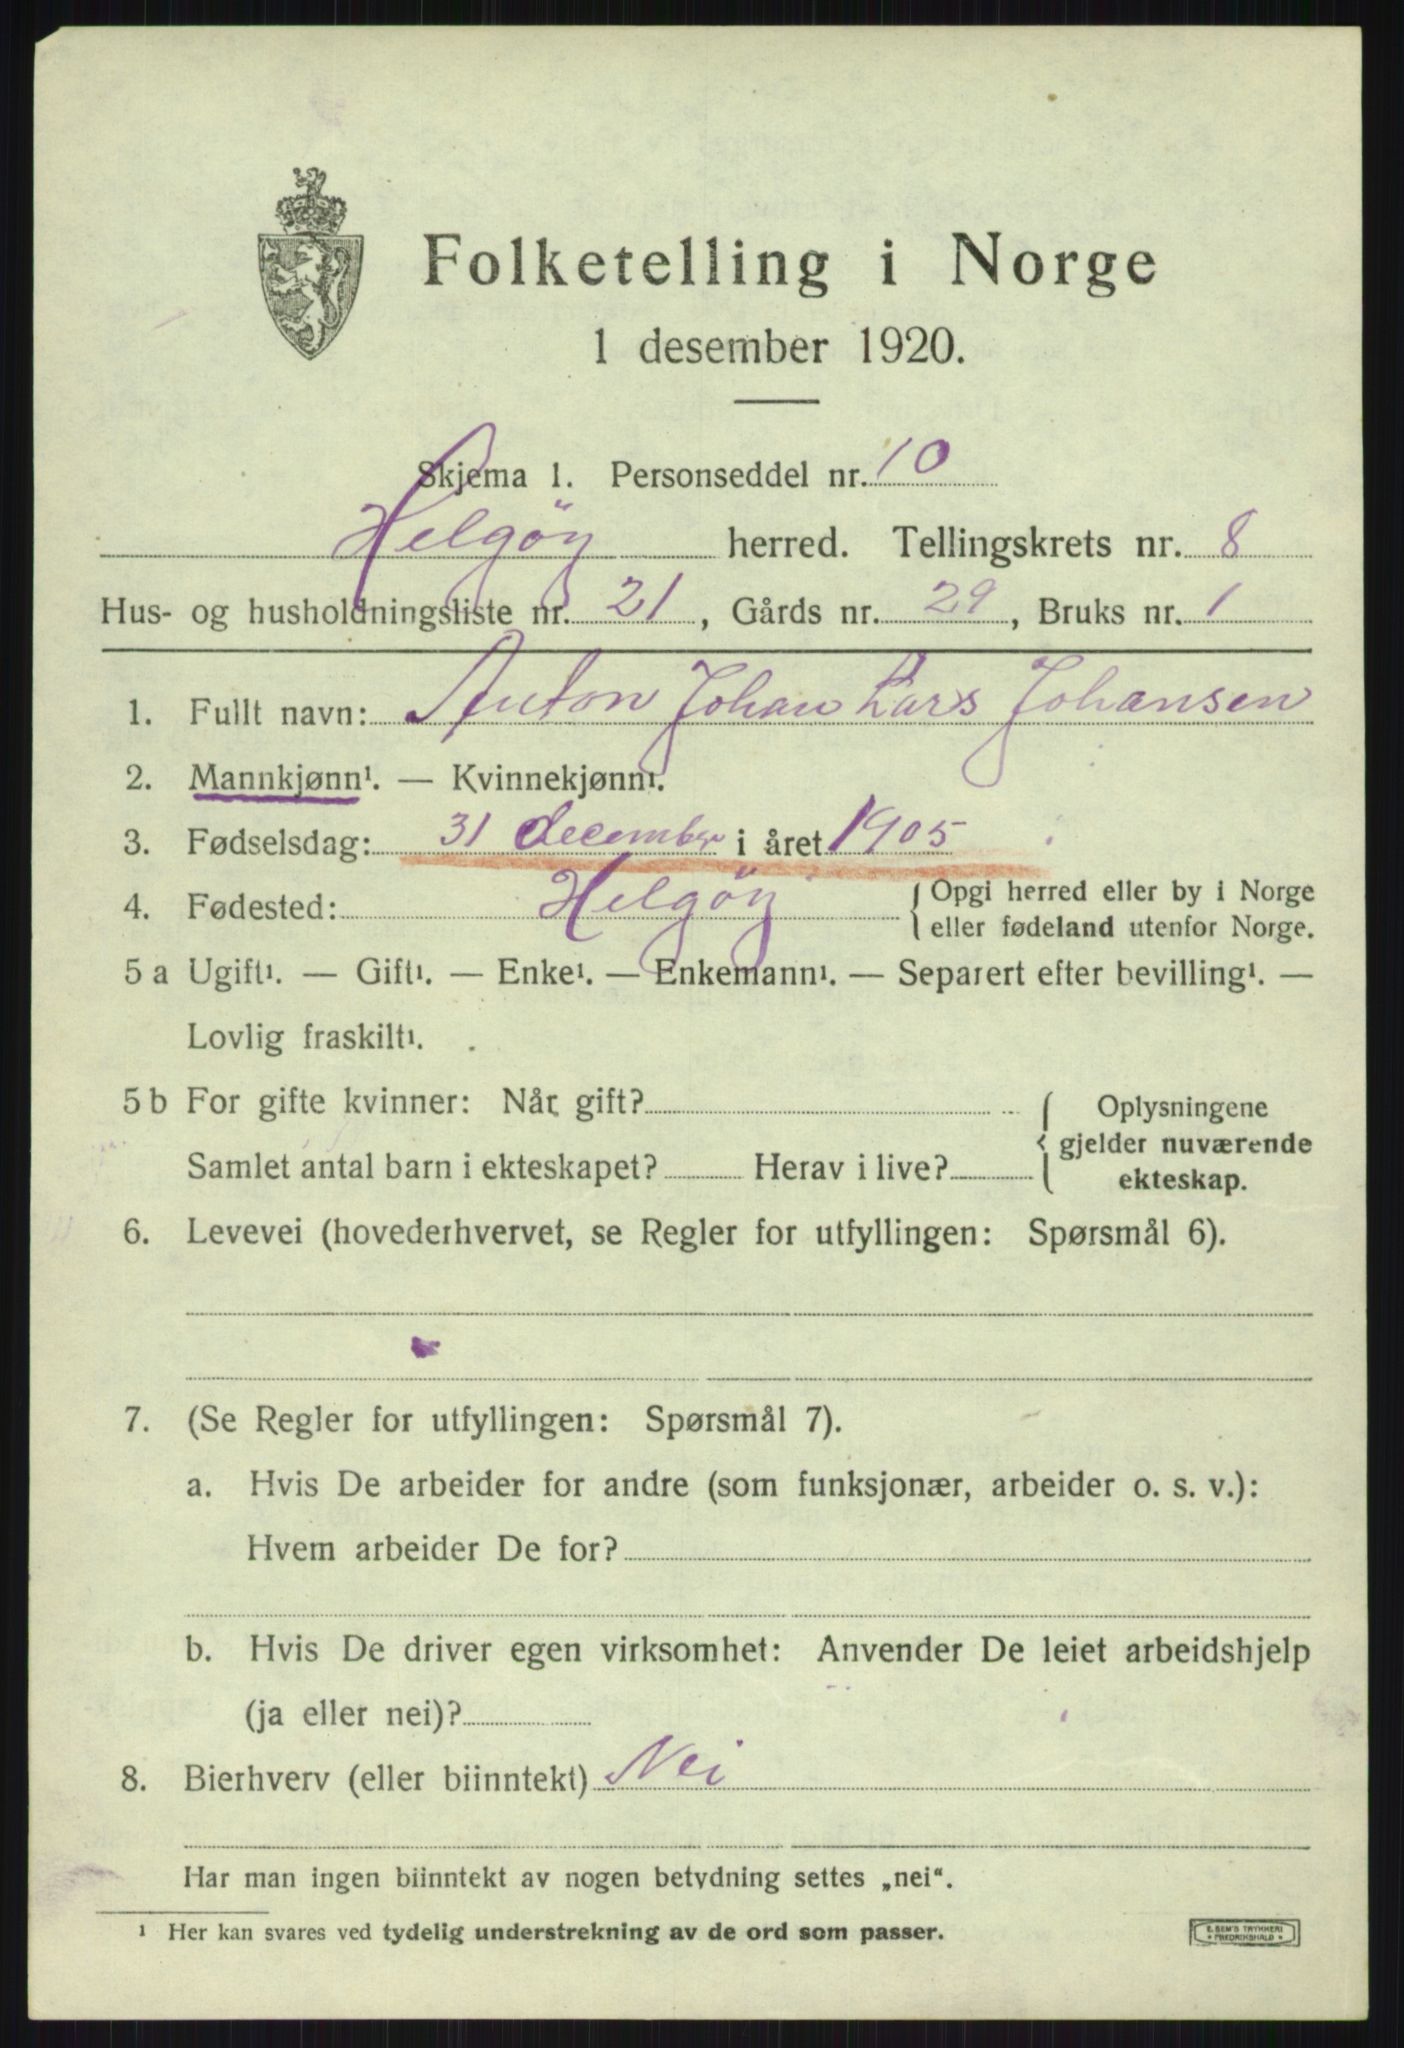 Folketelling i Norge
1 desember 1920.
Skjema 1. Personseddel nr. 10
Helgöy herred. Tellingskrets nr. 8
Hus- og husholdningsliste nr. 21, Gårds nr. 29, Bruks nr. 1
1. Fullt navn: Anton Johan Lars Johansen
2. Mannkjønn¹. — Kvinnekjønn¹.
3. Fødselsdag: 31 december i året 1905
4. Fødested: Helgöy { Opgi herred eller by i Norge
eller fødeland utenfor Norge.
5 a Ugift¹. — Gift¹. — Enke¹. — Enkemann¹. — Separert efter bevilling¹. —
Lovlig fraskilt¹.
5 b For gifte kvinner: Når gift? { Oplysningene
gjelder nuværende
Samlet antal barn i ekteskapet? Herav i live? ekteskap.
6. Levevei (hovederhvervet, se Regler for utfyllingen: Spørsmål 6).
7. (Se Regler for utfyllingen: Spørsmål 7).
a. Hvis De arbeider for andre (som funksjonær, arbeider o. s. v.):
Hvem arbeider De for?
b. Hvis De driver egen virksomhet: Anvender De leiet arbeidshjelp
(ja eller nei)?
8. Bierhverv (eller biinntekt) Nei
Har man ingen biinntekt av nogen betydning settes „nei“.
¹ Her kan svares ved tydelig understrekning av de ord som passer.
E. SEM'S TRYKKERI
FREDRIKSHALD